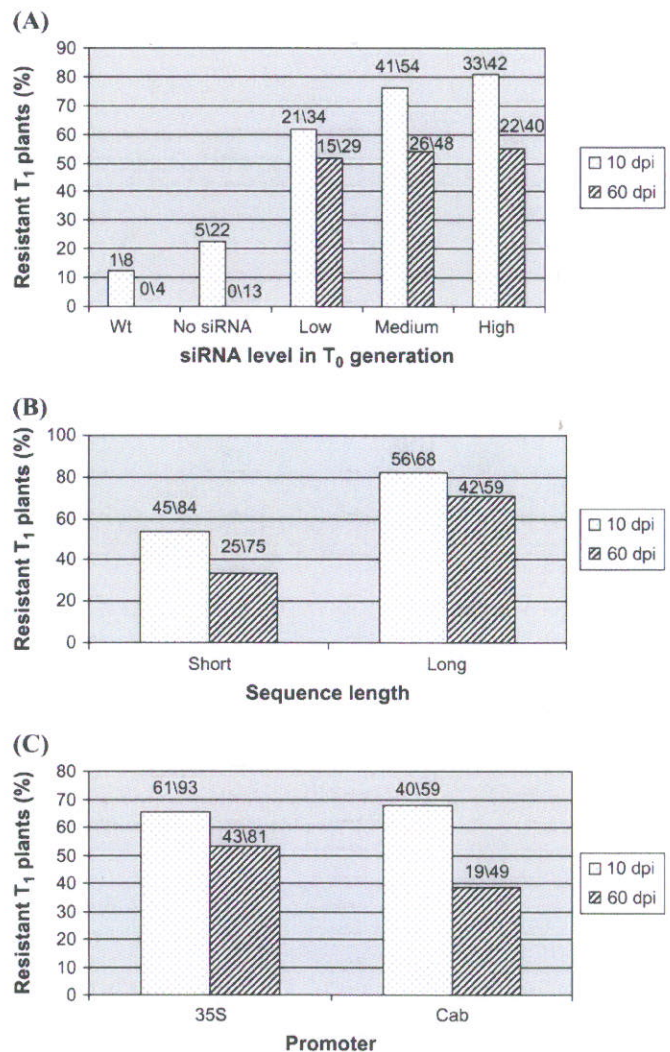 (A)
Resistant T₁ plants (%)
90
80
70
60
50
40
30
20
10
0
1\8
0\4
5\22
0\13
21\34
15\29
41\54
26\48
33\42
22\40
Wt No siRNA Low Medium High
siRNA level in T₀ generation
10 dpi
60 dpi
(B)
Resistant T₁ plants (%)
100
80
60
40
20
0
45\84
25\75
56\68
42\59
Short Long
Sequence length
10 dpi
60 dpi
(C)
Resistant T₁ plants (%)
80
70
60
50
40
30
20
10
0
61\93
43\81
40\59
19\49
35S Cab
Promoter
10 dpi
60 dpi